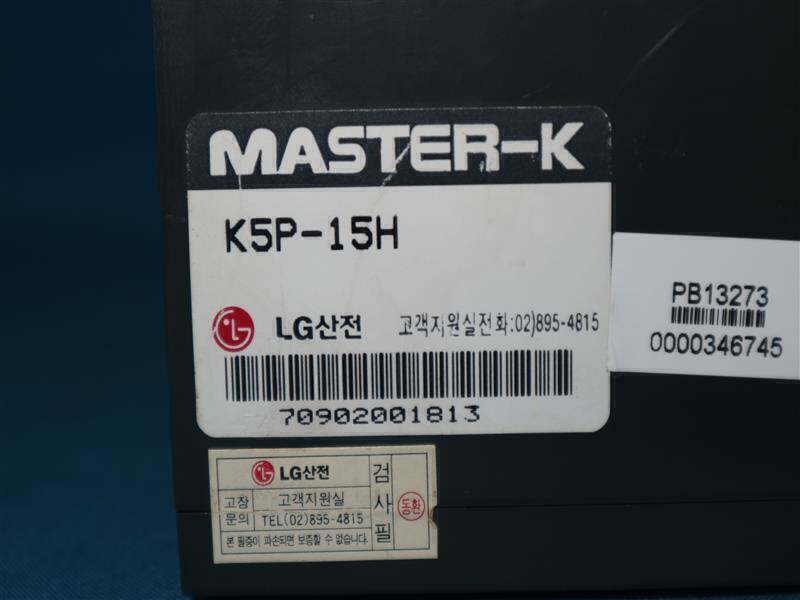 MASTER-K
K5P-15H
LG산전 고객지원실전화:02)895-4815
70902001813
PB13273
0000346745
LG산전
고장 문의
고객지원실
TEL(02)895-4815
본 필증이 파손되면 보증할 수 없습니다.
검사필
동환